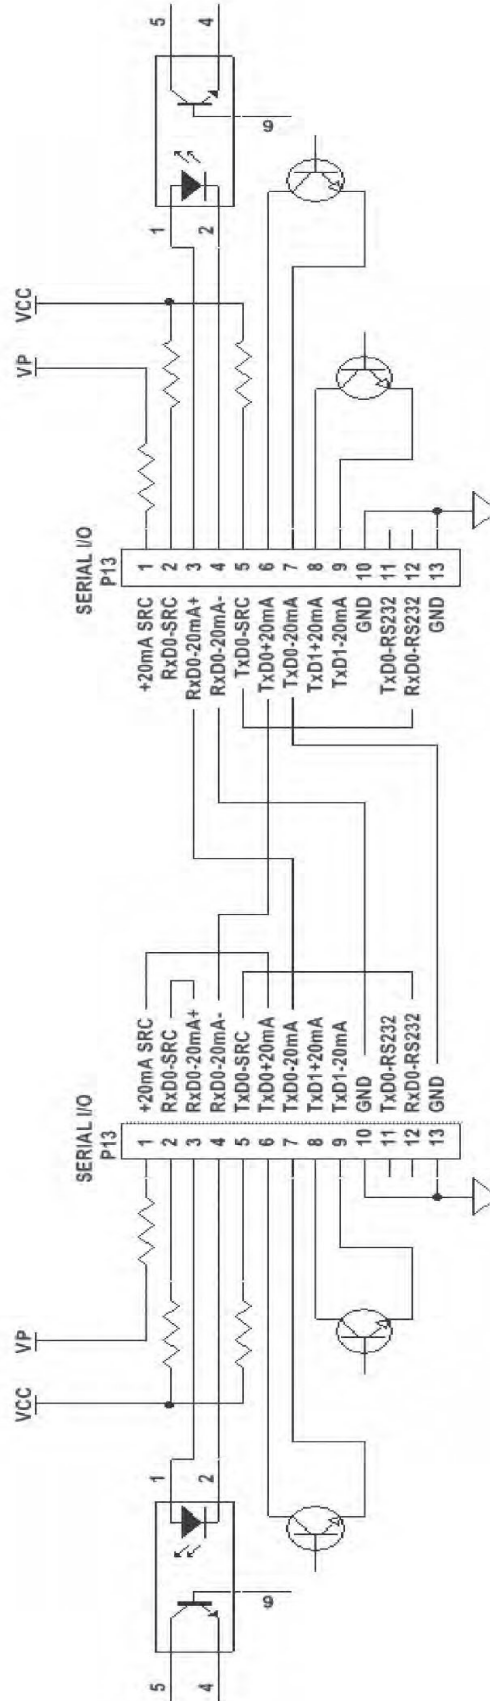 5
4
6
1
2
VCC
VP
SERIAL I/O
P13
1
2
3
4
5
6
7
8
9
10
11
12
13
+20mA SRC
RxD0-SRC
RxD0-20mA+
RxD0-20mA-
TxD0-SRC
TxD0+20mA
TxD0-20mA
TxD1+20mA
TxD1-20mA
GND
TxD0-RS232
RxD0-RS232
GND
+20mA SRC
RxD0-SRC
RxD0-20mA+
RxD0-20mA-
TxD0-SRC
TxD0+20mA
TxD0-20mA
TxD1+20mA
TxD1-20mA
GND
TxD0-RS232
RxD0-RS232
GND
SERIAL I/O
P13
1
2
3
4
5
6
7
8
9
10
11
12
13
VP
VCC
1
2
6
5
4